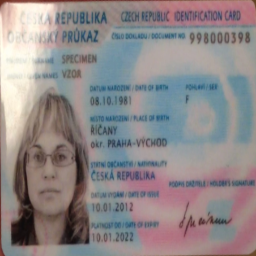 ČESKÁ REPUBLIKA CZECH REPUBLIC IDENTIFICATION CARD
OBČANSKÝ PRŮKAZ ČÍSLO DOKLADU / DOCUMENT NO 998000398
SPECIMEN
VZOR
DATUM NAROZENÍ / DATE OF BIRTH POHLAVÍ / SEX
08.10.1981 F
MÍSTO NAROZENÍ / PLACE OF BIRTH
ŘÍČANY
okr. PRAHA-VÝCHOD
STÁTNÍ OBČANSTVÍ / NATIONALITY
ČESKÁ REPUBLIKA PODPIS DRŽITELE / HOLDER'S SIGNATURE
DATUM VYDÁNÍ / DATE OF ISSUE
10.01.2012
PLATNOST DO / DATE OF EXPIRY
10.01.2022